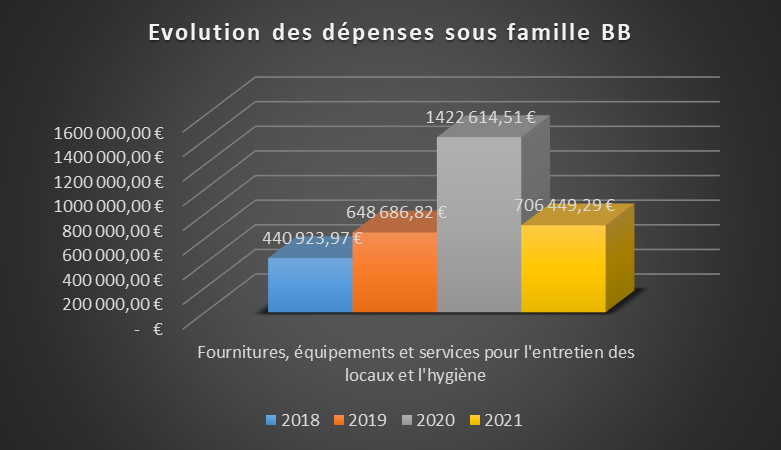 Evolution des dépenses sous famille BB
1600 000,00 €
1400 000,00 €
1200 000,00 €
1000 000,00 €
800 000,00 €
600 000,00 €
400 000,00 €
200 000,00 €
- €
440 923,97 €
648 686,82 €
1422 614,51 €
706 449,29 €
Fournitures, équipements et services pour l'entretien des
locaux et l'hygiène
2018 2019 2020 2021